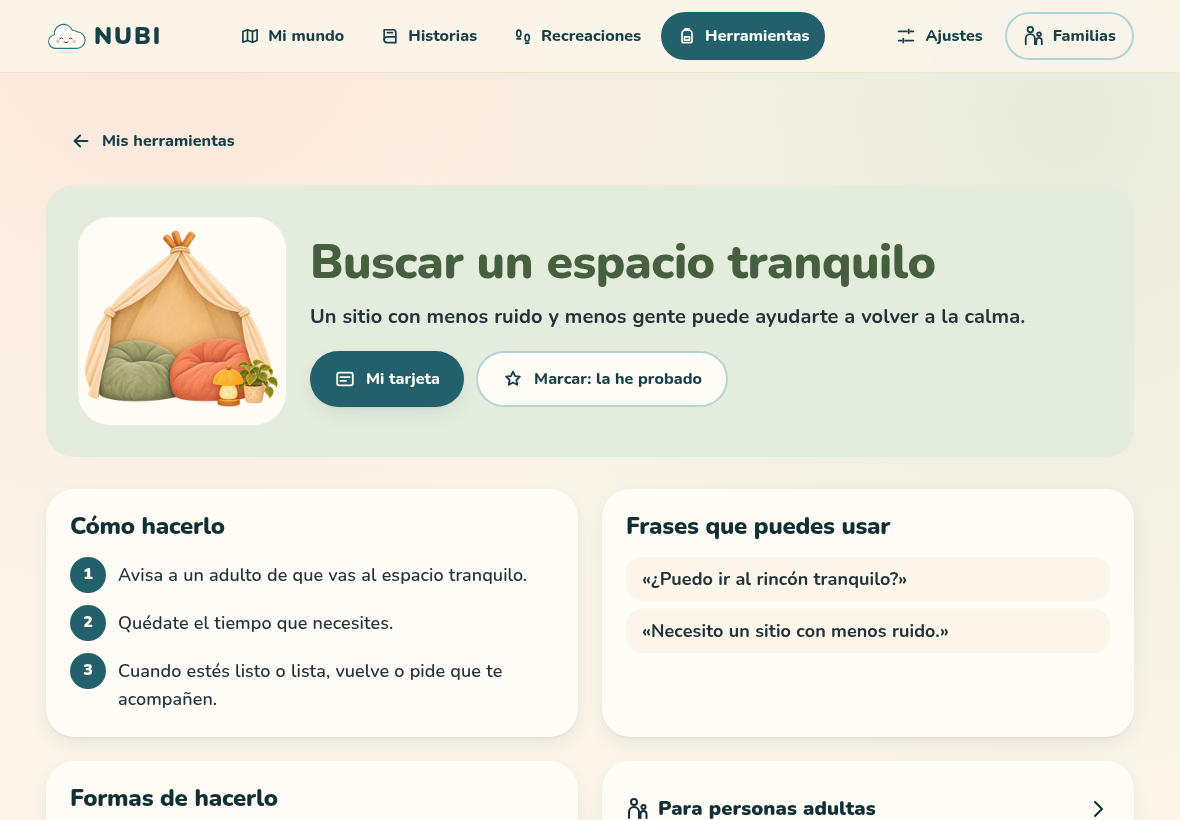 NUBI
Mi mundo
Historias
Recreaciones
Herramientas
Ajustes
Familias
Mis herramientas
Buscar un espacio tranquilo
Un sitio con menos ruido y menos gente puede ayudarte a volver a la calma.
Mi tarjeta
Marcar: la he probado
Cómo hacerlo
1 Avisa a un adulto de que vas al espacio tranquilo.
2 Quédate el tiempo que necesites.
3 Cuando estés listo o lista, vuelve o pide que te
acompañen.
Frases que puedes usar
«¿Puedo ir al rincón tranquilo?»
«Necesito un sitio con menos ruido.»
Formas de hacerlo
Para personas adultas